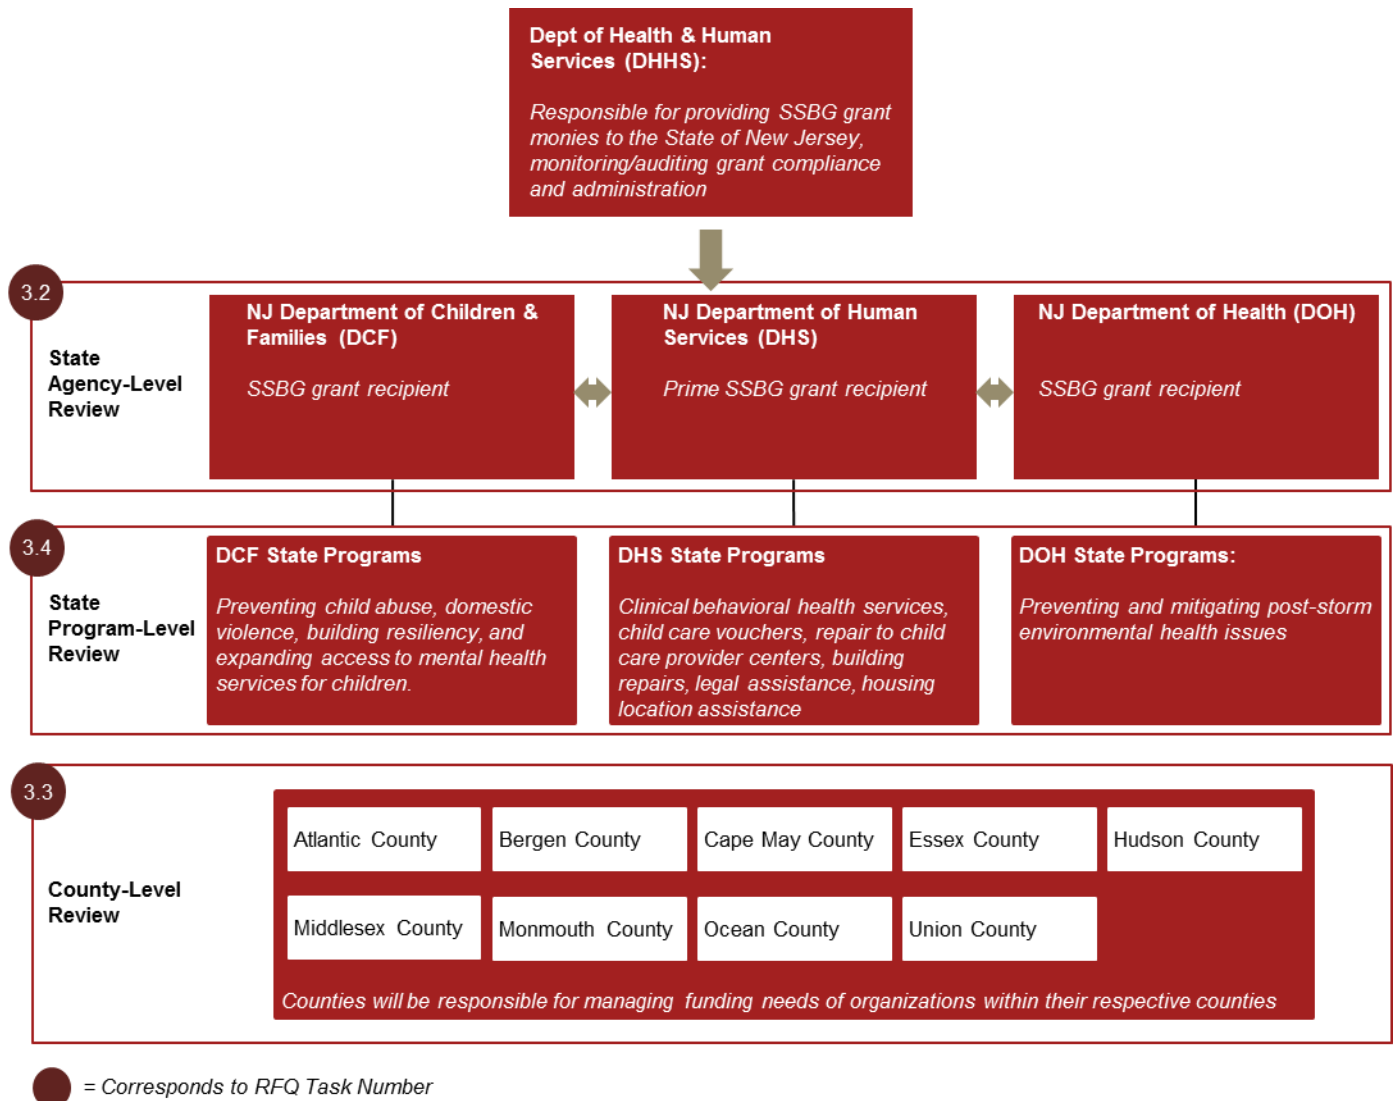 Dept of Health & Human
Services (DHHS):
Responsible for providing SSBG grant
monies to the State of New Jersey,
monitoring/auditing grant compliance
and administration
3.2
State
Agency-Level
Review
NJ Department of Children &
Families (DCF)
SSBG grant recipient
NJ Department of Human
Services (DHS)
Prime SSBG grant recipient
NJ Department of Health (DOH)
SSBG grant recipient
3.4
State
Program-Level
Review
DCF State Programs
Preventing child abuse, domestic
violence, building resiliency, and
expanding access to mental health
services for children.
DHS State Programs
Clinical behavioral health services,
child care vouchers, repair to child
care provider centers, building
repairs, legal assistance, housing
location assistance
DOH State Programs:
Preventing and mitigating post-storm
environmental health issues
3.3
County-Level
Review
Atlantic County
Bergen County
Cape May County
Essex County
Hudson County
Middlesex County
Monmouth County
Ocean County
Union County
Counties will be responsible for managing funding needs of organizations within their respective counties
= Corresponds to RFQ Task Number